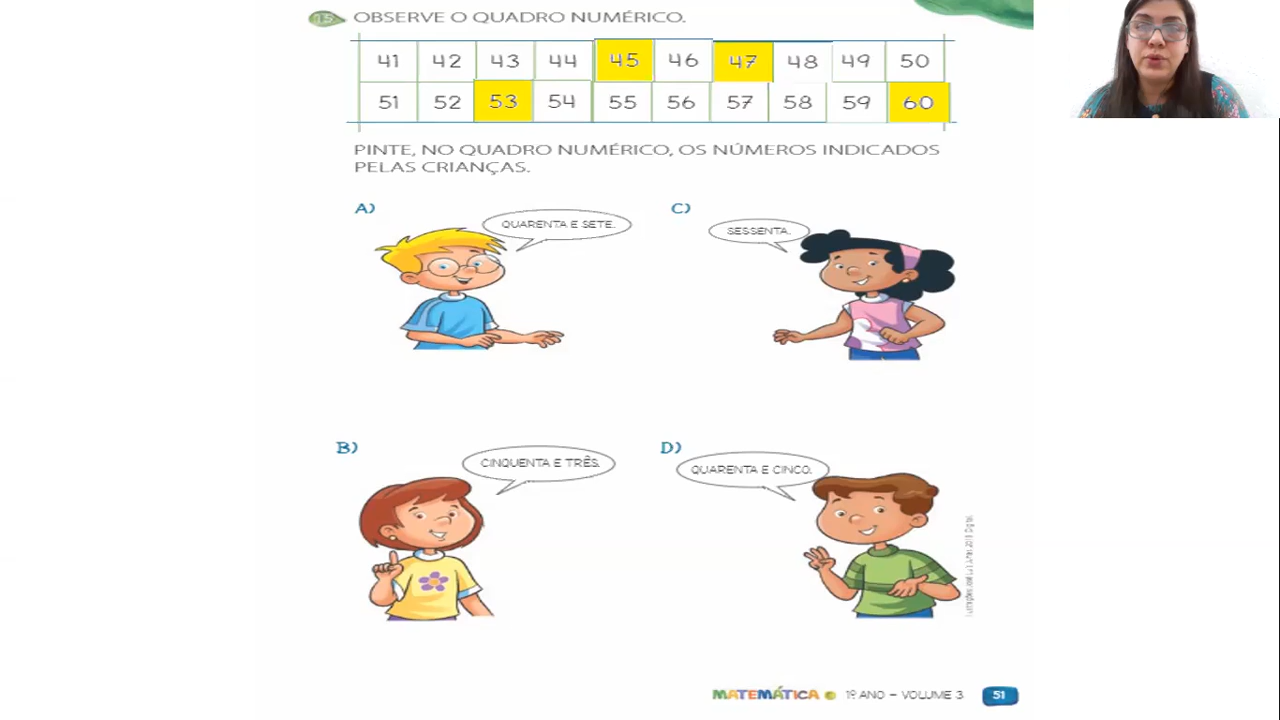 15 OBSERVE O QUADRO NUMÉRICO.
41 42 43 44 45 46 47 48 49 50
51 52 53 54 55 56 57 58 59 60
PINTE, NO QUADRO NUMÉRICO, OS NÚMEROS INDICADOS
PELAS CRIANÇAS.
A)
QUARENTA E SETE.
C)
SESSENTA.
B)
CINQUENTA E TRÊS.
D)
QUARENTA E CINCO.
MATEMÁTICA 1º. ANO – VOLUME 3 51